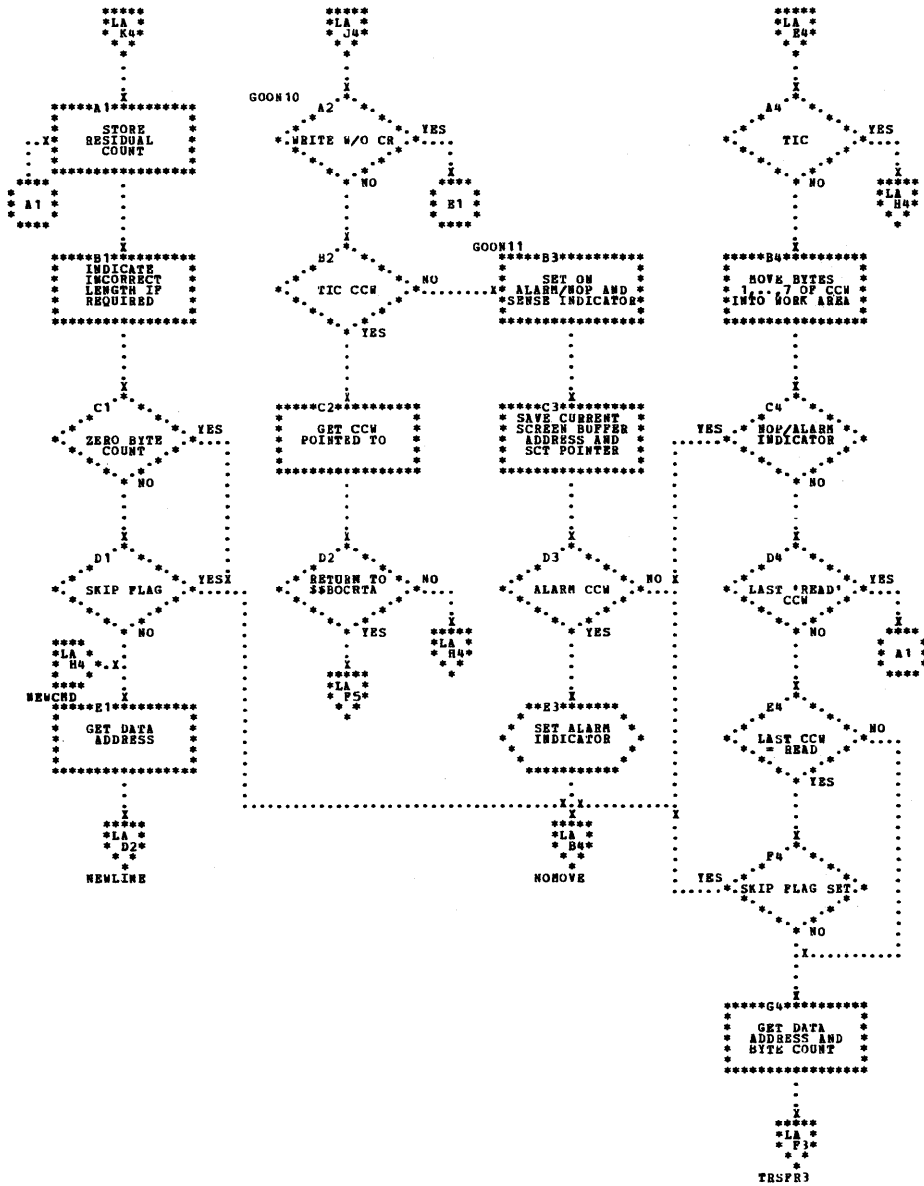 LA K4
LA J4
LA E4
A1
STORE
RESIDUAL
COUNT
A1
GOON10
A2
WRITE W/O CR
YES
NO
E1
A4
TIC
YES
NO
LA H4
B1
INDICATE
INCORRECT
LENGTH IF
REQUIRED
B2
TIC CCW
NO
YES
GOON11
B3
SET ON
ALARM/NOP AND
SENSE INDICATOR
B4
MOVE BYTES
1,...,7 OF CCW
INTO WORK AREA
C1
ZERO BYTE
COUNT
YES
NO
C2
GET CCW
POINTED TO
C3
SAVE CURRENT
SCREEN BUFFER
ADDRESS AND
SCT POINTER
C4
YES
NOP/ALARM
INDICATOR
NO
D1
SKIP FLAG
YES
NO
D2
RETURN TO
$$BOCRTA
NO
YES
LA H4
LA F5
D3
ALARM CCW
NO
YES
D4
LAST 'READ'
CCW
YES
NO
A1
LA H4
NEWCMD
E1
GET DATA
ADDRESS
E3
SET ALARM
INDICATOR
E4
LAST CCW
= READ
NO
YES
LA D2
NEWLINE
LA B4
NOMOVE
F4
YES
SKIP FLAG SET
NO
G4
GET DATA
ADDRESS AND
BYTE COUNT
LA F3
TRSFR3